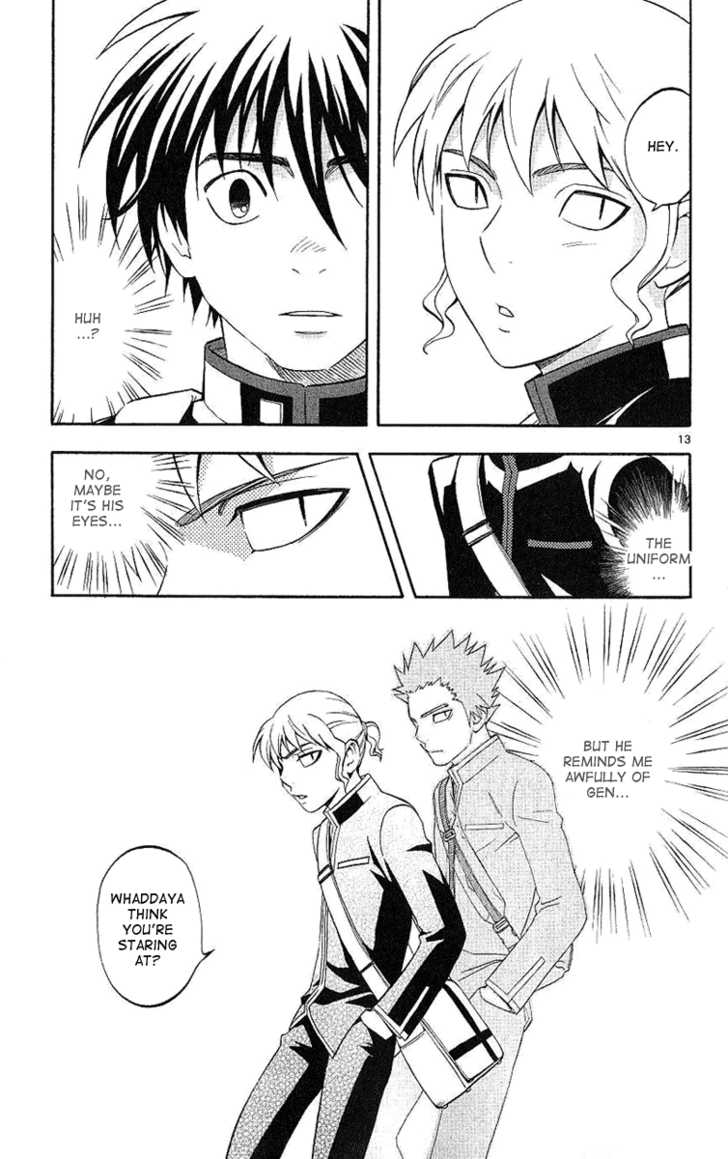 HEY.
HUH
...?
13
THE
UNIFORM
...
NO,
MAYBE
IT'S HIS
EYES...
BUT HE
REMINDS ME
AWFULLY OF
GEN...
WHADDAYA
THINK
YOU'RE
STARING
AT?